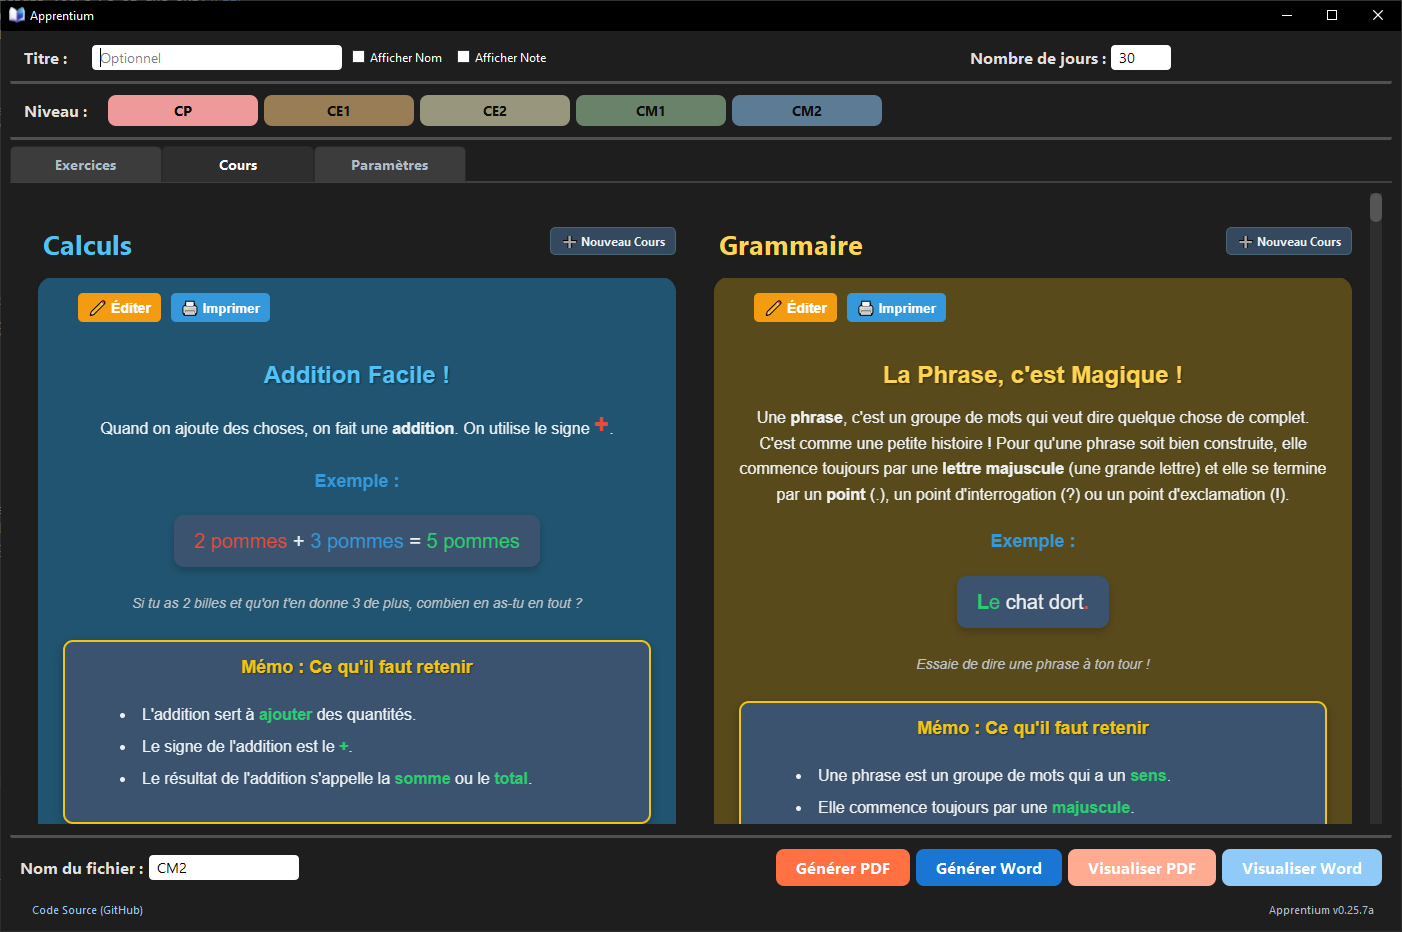 Apprentium
Titre :
Optionnel
Afficher Nom
Afficher Note
Nombre de jours :
30
Niveau :
CP
CE1
CE2
CM1
CM2
Exercices
Cours
Paramètres
Calculs
Nouveau Cours
Éditer
Imprimer
Addition Facile !
Quand on ajoute des choses, on fait une addition. On utilise le signe +.
Exemple :
2 pommes + 3 pommes = 5 pommes
Si tu as 2 billes et qu'on t'en donne 3 de plus, combien en as-tu en tout ?
Mémo : Ce qu'il faut retenir
• L'addition sert à ajouter des quantités.
• Le signe de l'addition est le +.
• Le résultat de l'addition s'appelle la somme ou le total.
Grammaire
Nouveau Cours
Éditer
Imprimer
La Phrase, c'est Magique !
Une phrase, c'est un groupe de mots qui veut dire quelque chose de complet.
C'est comme une petite histoire ! Pour qu'une phrase soit bien construite, elle
commence toujours par une lettre majuscule (une grande lettre) et elle se termine
par un point (.), un point d'interrogation (?) ou un point d'exclamation (!).
Exemple :
Le chat dort.
Essaie de dire une phrase à ton tour !
Mémo : Ce qu'il faut retenir
• Une phrase est un groupe de mots qui a un sens.
• Elle commence toujours par une majuscule.
Nom du fichier :
CM2
Générer PDF
Générer Word
Visualiser PDF
Visualiser Word
Code Source (GitHub)
Apprentium v0.25.7a